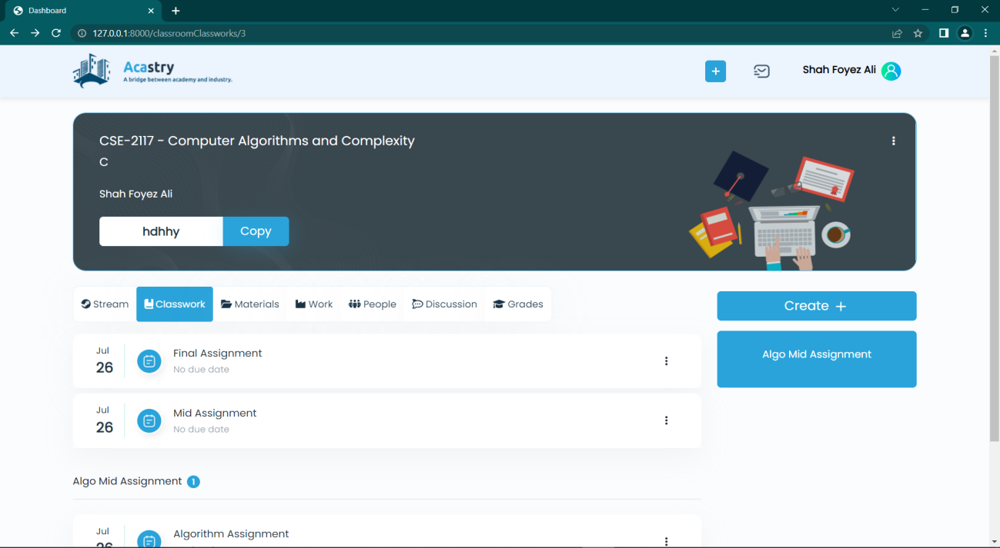 Dashboard
127.0.0.1:8000/classroomClassworks/3
Acastry
A bridge between academy and industry.
+
Shah Foyez Ali
CSE-2117 - Computer Algorithms and Complexity
C
Shah Foyez Ali
hdhhy Copy
Stream Classwork Materials Work People Discussion Grades
Create +
Jul
26
Final Assignment
No due date
Algo Mid Assignment
Jul
26
Mid Assignment
No due date
Algo Mid Assignment 1
Jul
26
Algorithm Assignment